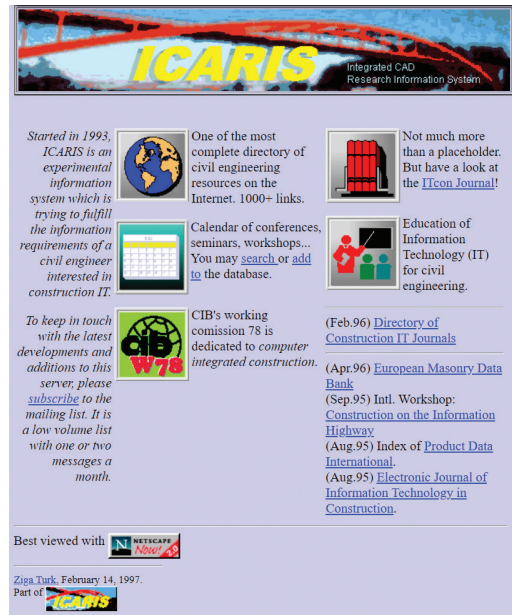 ICARIS
Integrated CAD
Research Information System
Started in 1993,
ICARIS is an
experimental
information
system which is
trying to fulfill
the information
requirements of a
civil engineer
interested in
construction IT.
To keep in touch
with the latest
developments and
additions to this
server, please
subscribe to the
mailing list. It is
a low volume list
with one or two
messages a
month.
One of the most
complete directory of
civil engineering
resources on the
Internet. 1000+ links.
Calendar of conferences,
seminars, workshops...
You may search or add
to the database.
cib
W78
CIB's working
comission 78 is
dedicated to computer
integrated construction.
Not much more
than a placeholder.
But have a look at
the ITcon Journal!
Education of
Information
Technology (IT)
for civil
engineering.
(Feb.96) Directory of
Construction IT Journals
(Apr.96) European Masonry Data
Bank
(Sep.95) Intl. Workshop:
Construction on the Information
Highway
(Aug.95) Index of Product Data
International.
(Aug.95) Electronic Journal of
Information Technology in
Construction.
Best viewed with N NETSCAPE Now! 2.0
Ziga Turk, February 14, 1997.
Part of ICARIS